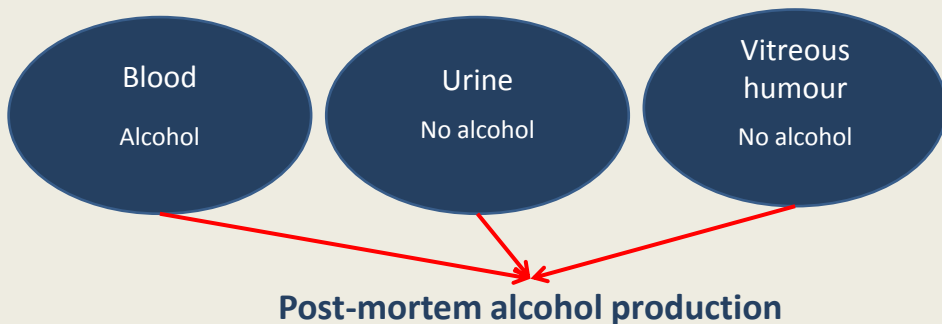 Blood
Alcohol
Urine
No alcohol
Vitreous
humour
No alcohol
Post-mortem alcohol production